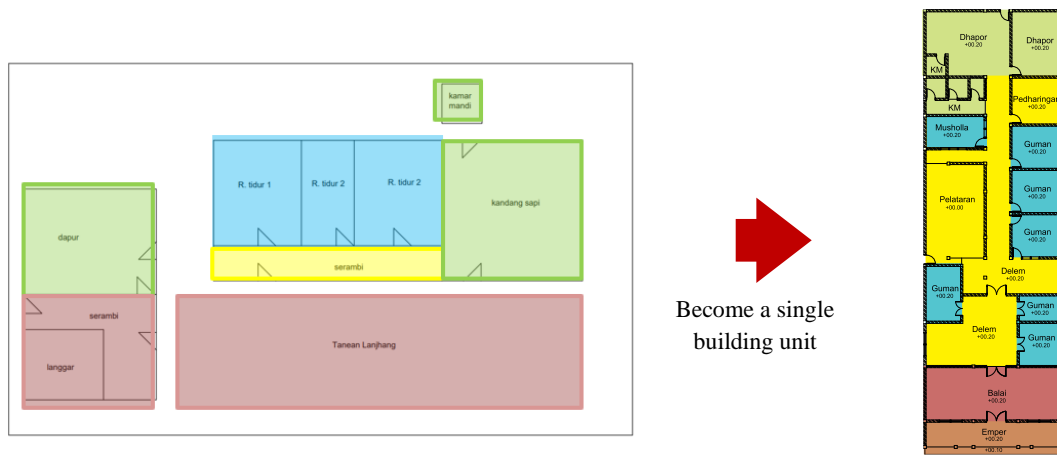 kamar
mandi
R. tidur 1
R. tidur 2
R. tidur 2
kandang sapi
dapur
serambi
serambi
langgar
Tanean Lanjhang
Become a single
building unit
Dhapor
+00.20
Dhapor
+00.20
KM
KM
Pedharingan
+00.20
Musholla
+00.20
Guman
+00.20
Guman
+00.20
Pelataran
+00.00
Guman
+00.20
Delem
+00.20
Guman
+00.20
Guman
+00.20
Delem
+00.20
Guman
+00.20
Balai
+00.20
Emper
+00.20
+00.10